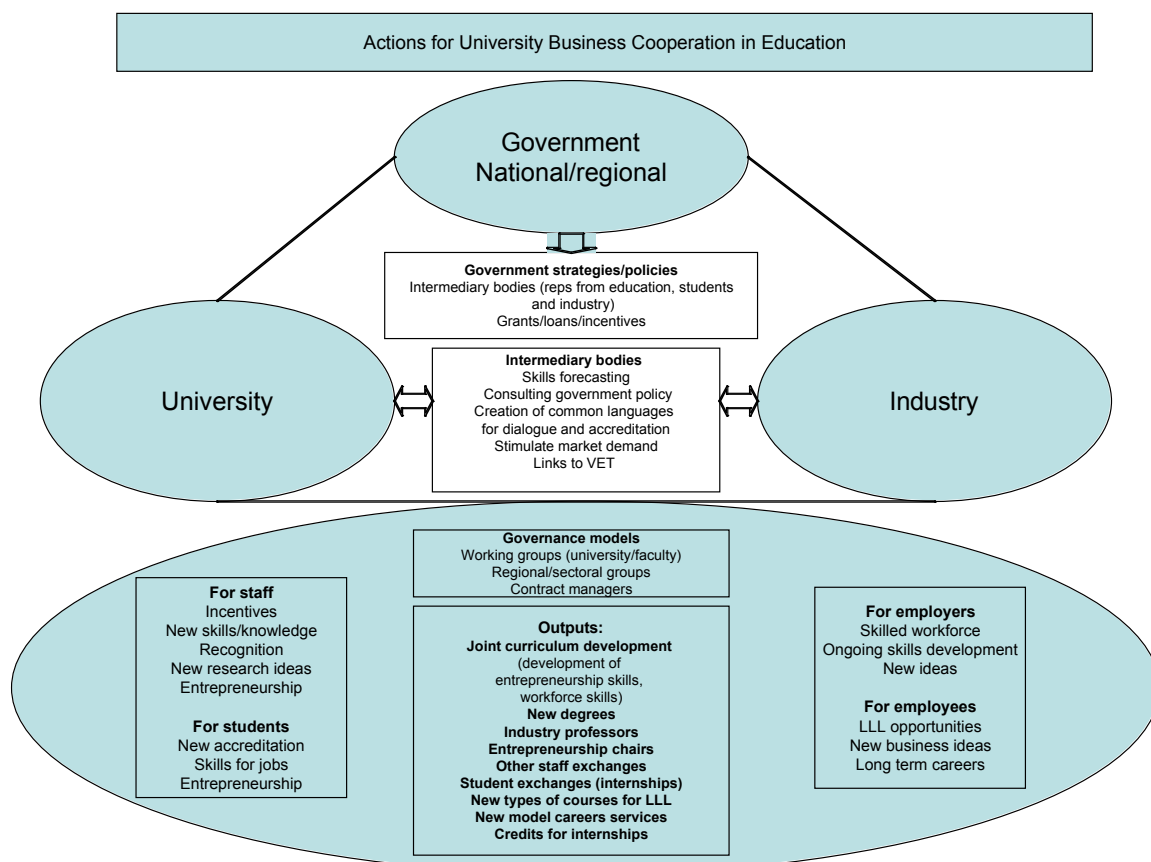 Actions for University Business Cooperation in Education
Government
National/regional
Government strategies/policies
Intermediary bodies (reps from education, students
and industry)
Grants/loans/incentives
University
Intermediary bodies
Skills forecasting
Consulting government policy
Creation of common languages
for dialogue and accreditation
Stimulate market demand
Links to VET
Industry
Governance models
Working groups (university/faculty)
Regional/sectoral groups
Contract managers
For staff
Incentives
New skills/knowledge
Recognition
New research ideas
Entrepreneurship
For students
New accreditation
Skills for jobs
Entrepreneurship
Outputs:
Joint curriculum development
(development of
entrepreneurship skills,
workforce skills)
New degrees
Industry professors
Entrepreneurship chairs
Other staff exchanges
Student exchanges (internships)
New types of courses for LLL
New model careers services
Credits for internships
For employers
Skilled workforce
Ongoing skills development
New ideas
For employees
LLL opportunities
New business ideas
Long term careers